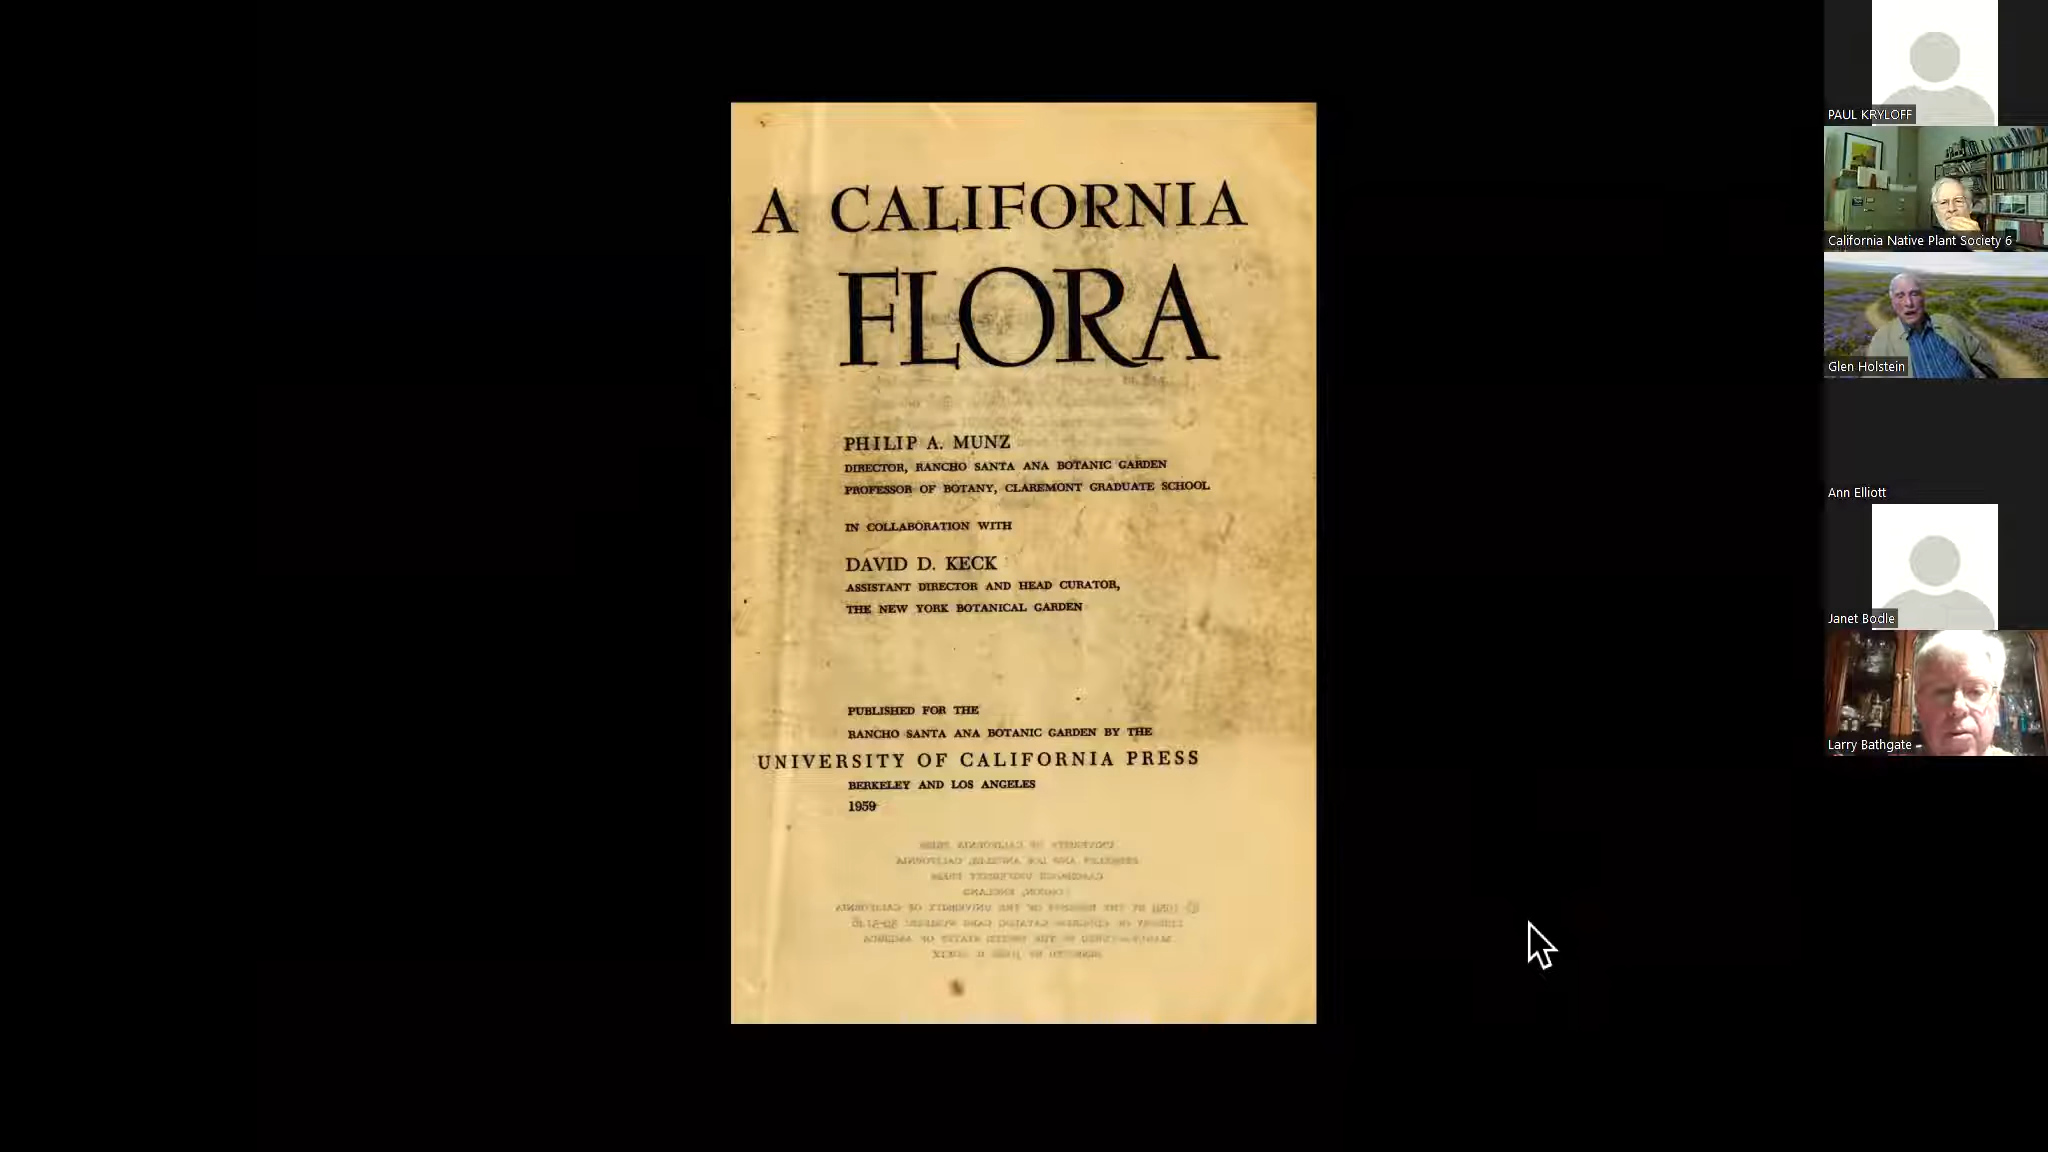 A CALIFORNIA
FLORA
PHILIP A. MUNZ
DIRECTOR, RANCHO SANTA ANA BOTANIC GARDEN
PROFESSOR OF BOTANY, CLAREMONT GRADUATE SCHOOL
IN COLLABORATION WITH
DAVID D. KECK
ASSISTANT DIRECTOR AND HEAD CURATOR,
THE NEW YORK BOTANICAL GARDEN
PUBLISHED FOR THE
RANCHO SANTA ANA BOTANIC GARDEN BY THE
UNIVERSITY OF CALIFORNIA PRESS
BERKELEY AND LOS ANGELES
1959
PAUL KRYLOFF
California Native Plant Society 6
Glen Holstein
Ann Elliott
Janet Bodle
Larry Bathgate